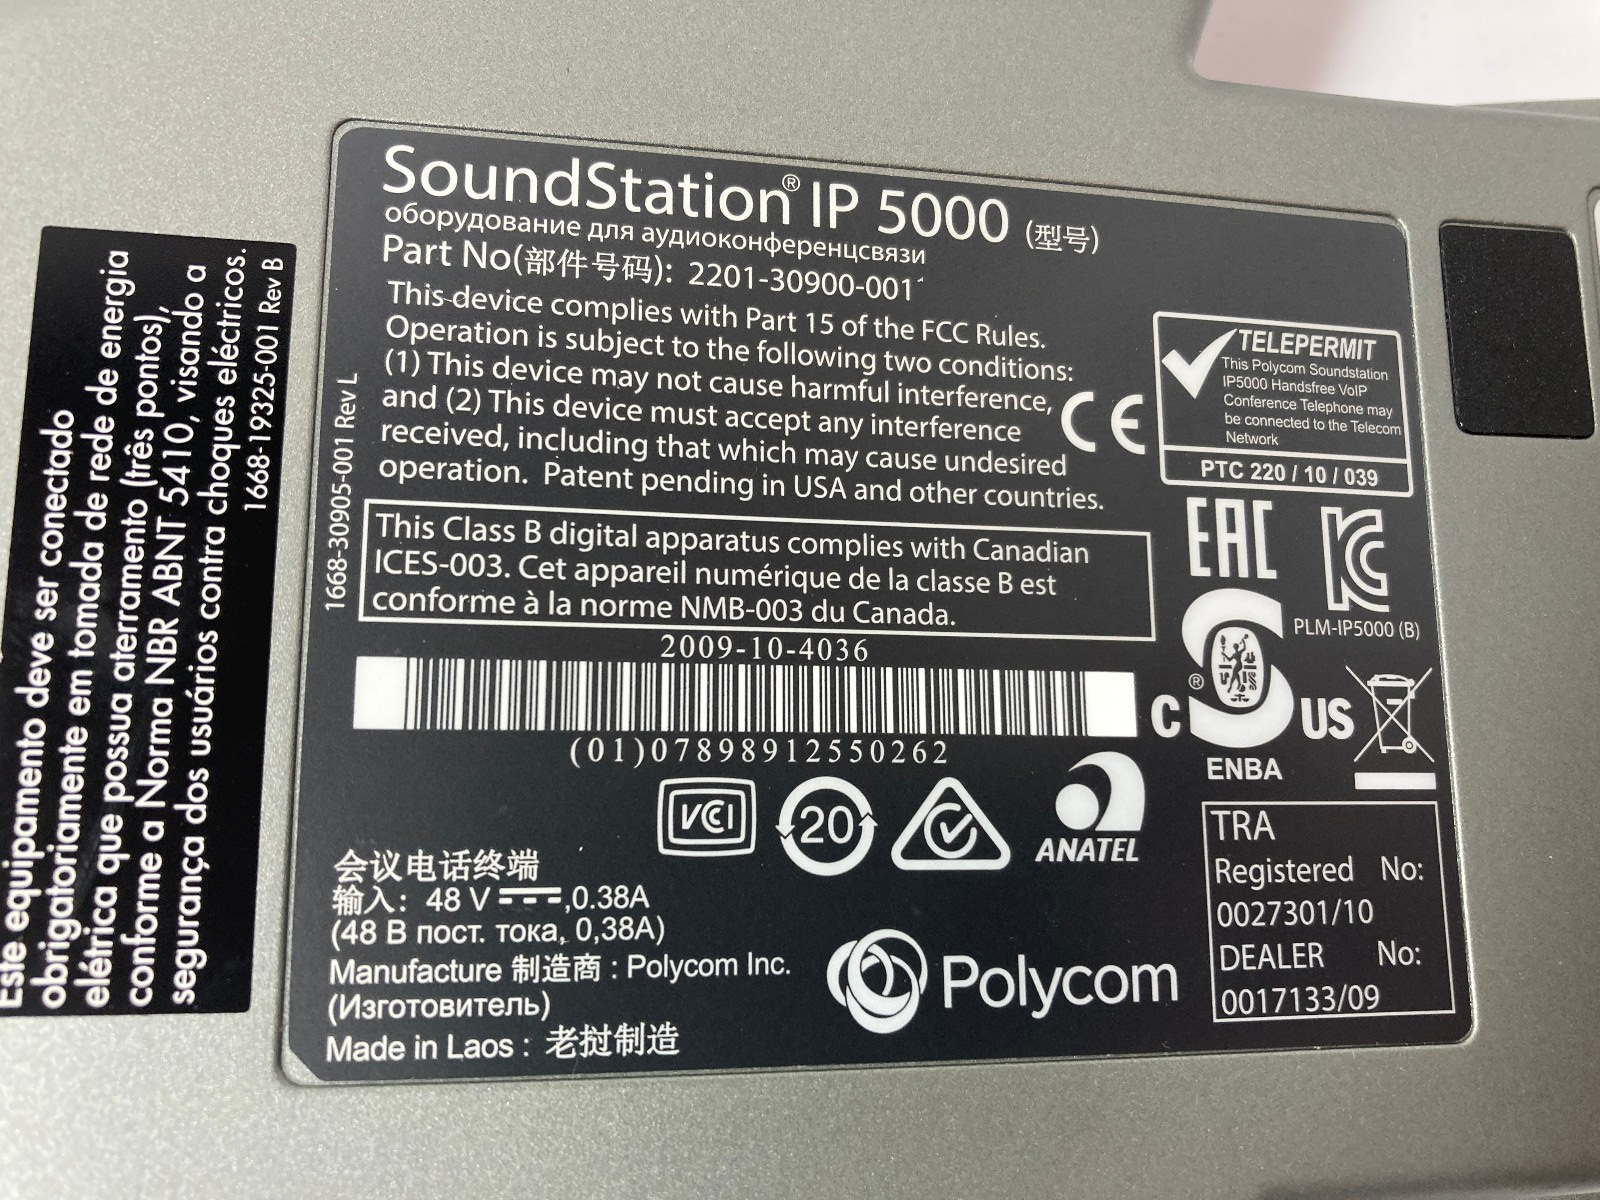 Este equipamento deve ser conectado
obrigatoriamente em tomada de rede de energia
elétrica que possua aterramento (três pontos),
conforme a Norma NBR ABNT 5410, visando a
segurança dos usuários contra choques eléctricos.
1668-19325-001 Rev B
1668-30905-001 Rev L
SoundStation® IP 5000 (型号)
оборудование для аудиоконференцсвязи
Part No(部件号码): 2201-30900-001
This device complies with Part 15 of the FCC Rules.
Operation is subject to the following two conditions:
(1) This device may not cause harmful interference,
and (2) This device must accept any interference
received, including that which may cause undesired
operation. Patent pending in USA and other countries.
CE
TELEPERMIT
This Polycom Soundstation
IP5000 Handsfree VoIP
Conference Telephone may
be connected to the Telecom
Network
PTC 220 / 10 / 039
This Class B digital apparatus complies with Canadian
ICES-003. Cet appareil numérique de la classe B est
conforme à la norme NMB-003 du Canada.
EAC
PLM-IP5000 (B)
2009-10-4036
(01)07898912550262
C ® US
ENBA
VCI
20
ANATEL
会议电话终端
输入: 48 V ⎓,0.38A
(48 В пост. тока, 0,38А)
Manufacture 制造商 : Polycom Inc.
(Изготовитель)
Made in Laos : 老挝制造
Polycom
TRA
Registered No:
0027301/10
DEALER No:
0017133/09